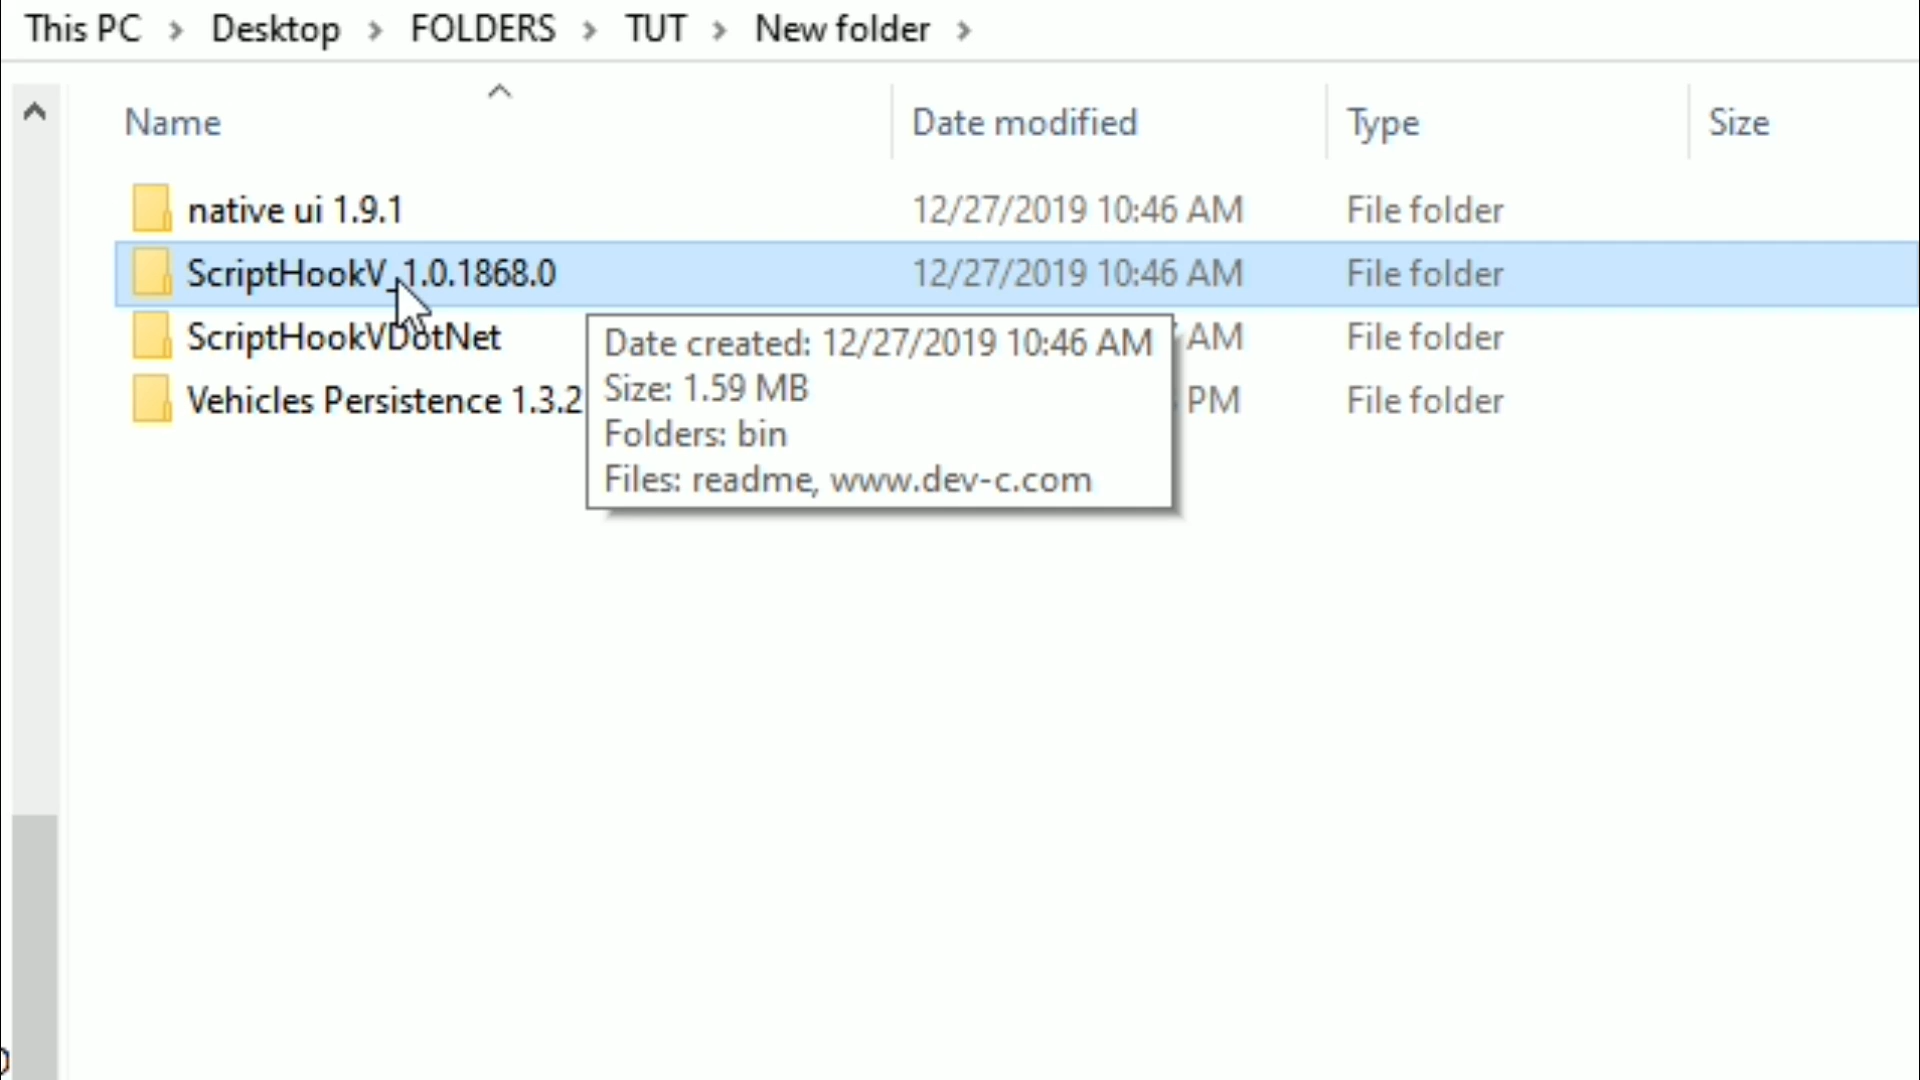 This PC > Desktop > FOLDERS > TUT > New folder >
Name Date modified Type Size
native ui 1.9.1 12/27/2019 10:46 AM File folder
ScriptHookV_1.0.1868.0 12/27/2019 10:46 AM File folder
ScriptHookVDotNet AM File folder
Vehicles Persistence 1.3.2 PM File folder
Date created: 12/27/2019 10:46 AM
Size: 1.59 MB
Folders: bin
Files: readme, www.dev-c.com